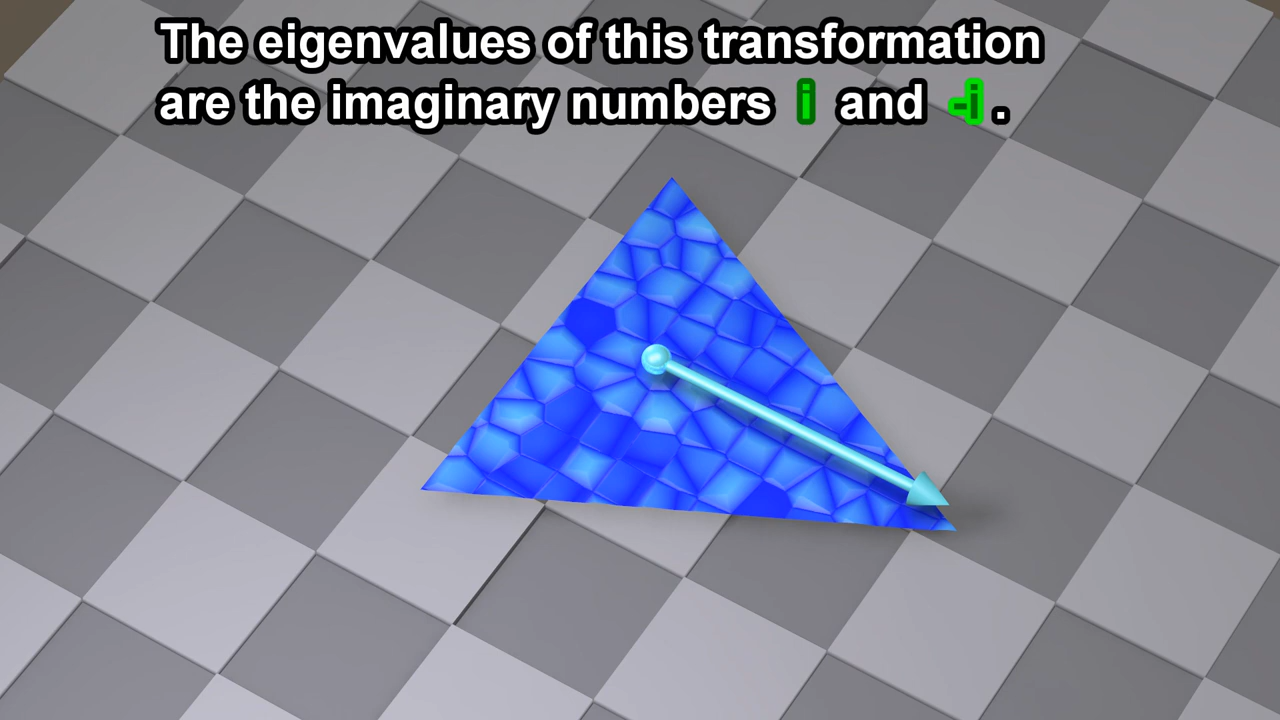 The eigenvalues of this transformation
are the imaginary numbers i and -i.